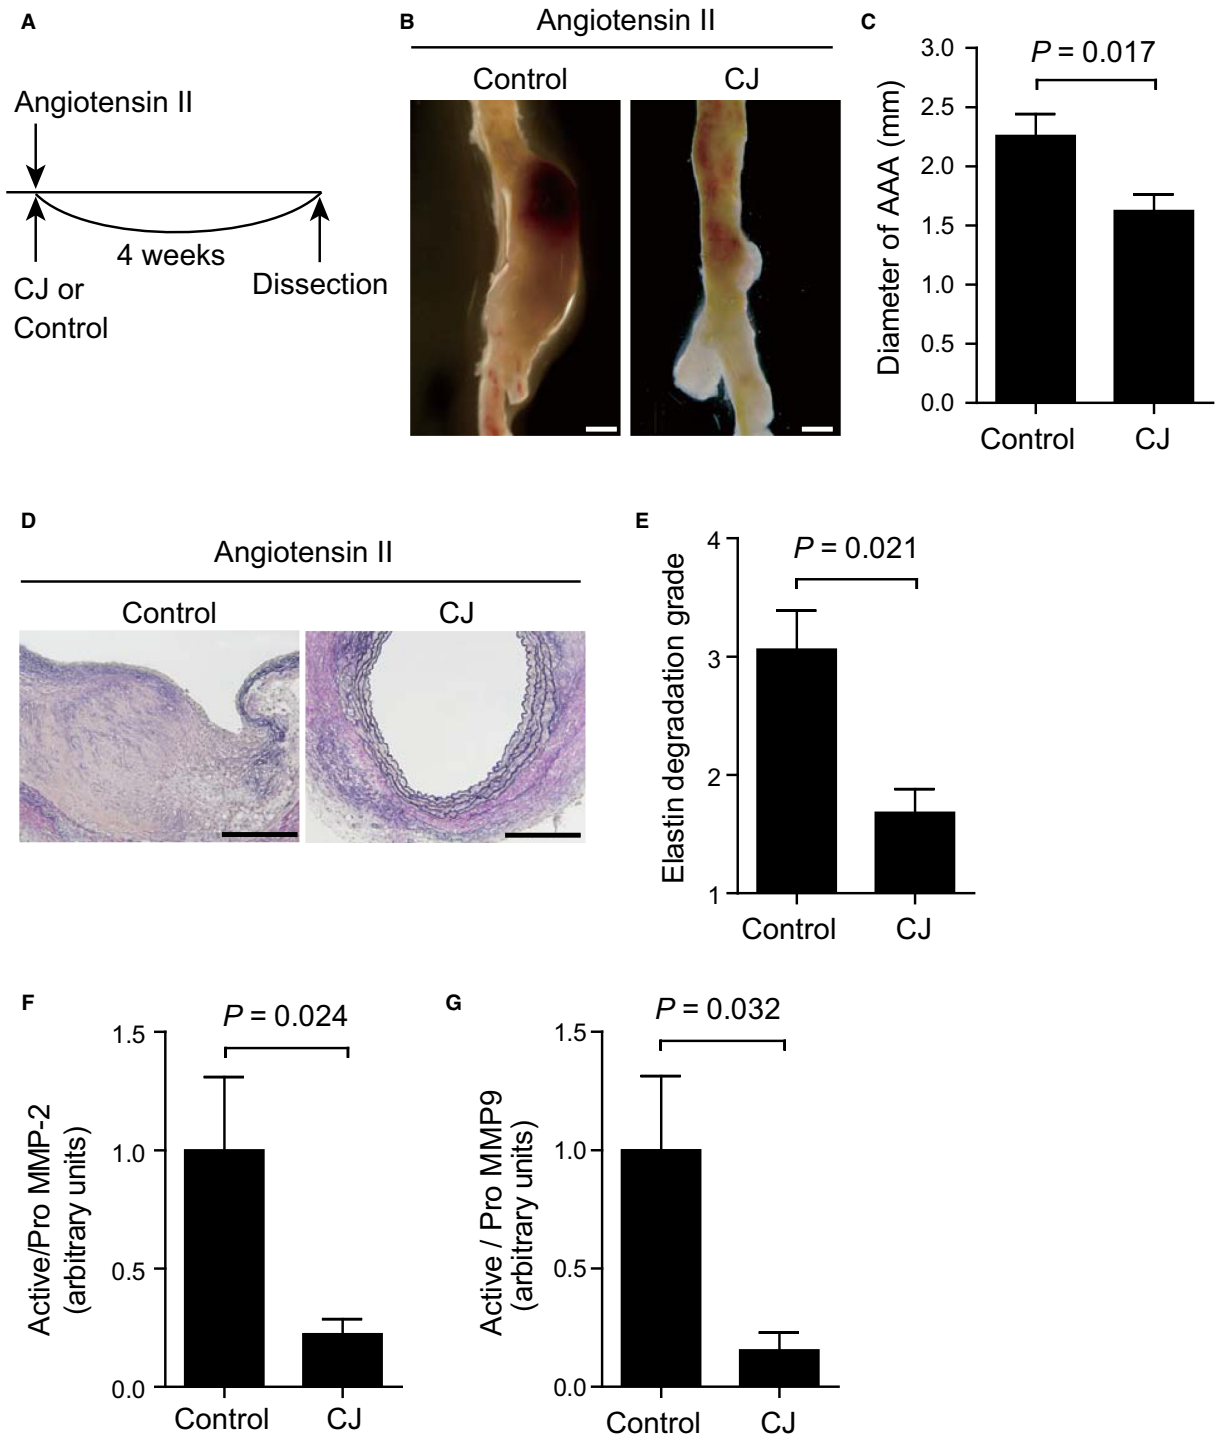 A
Angiotensin II
4 weeks
CJ or
Control
Dissection
B
Angiotensin II
Control
CJ
C
P = 0.017
Diameter of AAA (mm)
3.0
2.5
2.0
1.5
1.0
0.5
0.0
Control
CJ
D
Angiotensin II
Control
CJ
E
P = 0.021
Elastin degradation grade
4
3
2
1
Control
CJ
F
P = 0.024
Active/Pro MMP-2
(arbitrary units)
1.5
1.0
0.5
0.0
Control
CJ
G
P = 0.032
Active / Pro MMP9
(arbitrary units)
1.5
1.0
0.5
0.0
Control
CJ